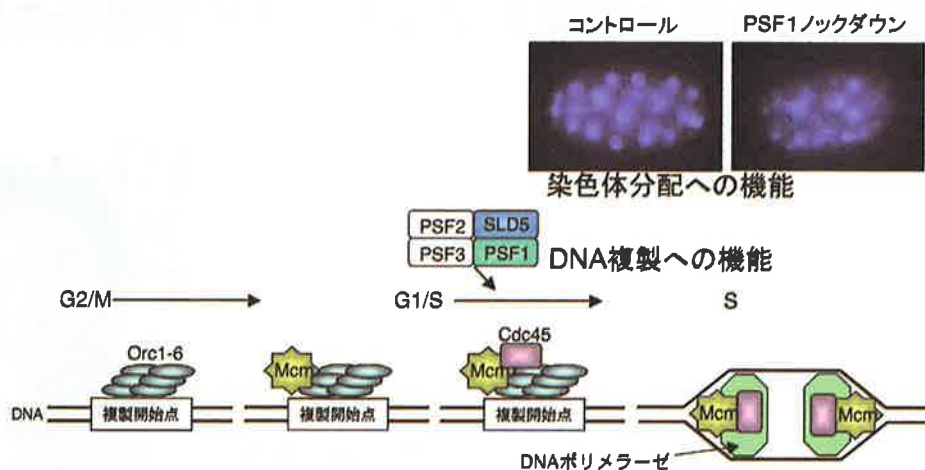 コントロール PSF1ノックダウン
染色体分配への機能
PSF2 SLD5
PSF3 PSF1
DNA複製への機能
G2/M G1/S S
Orc1-6 Cdc45
Mcm Mcm Mcm Mcm
DNA 複製開始点 複製開始点 複製開始点
DNAポリメラーゼ